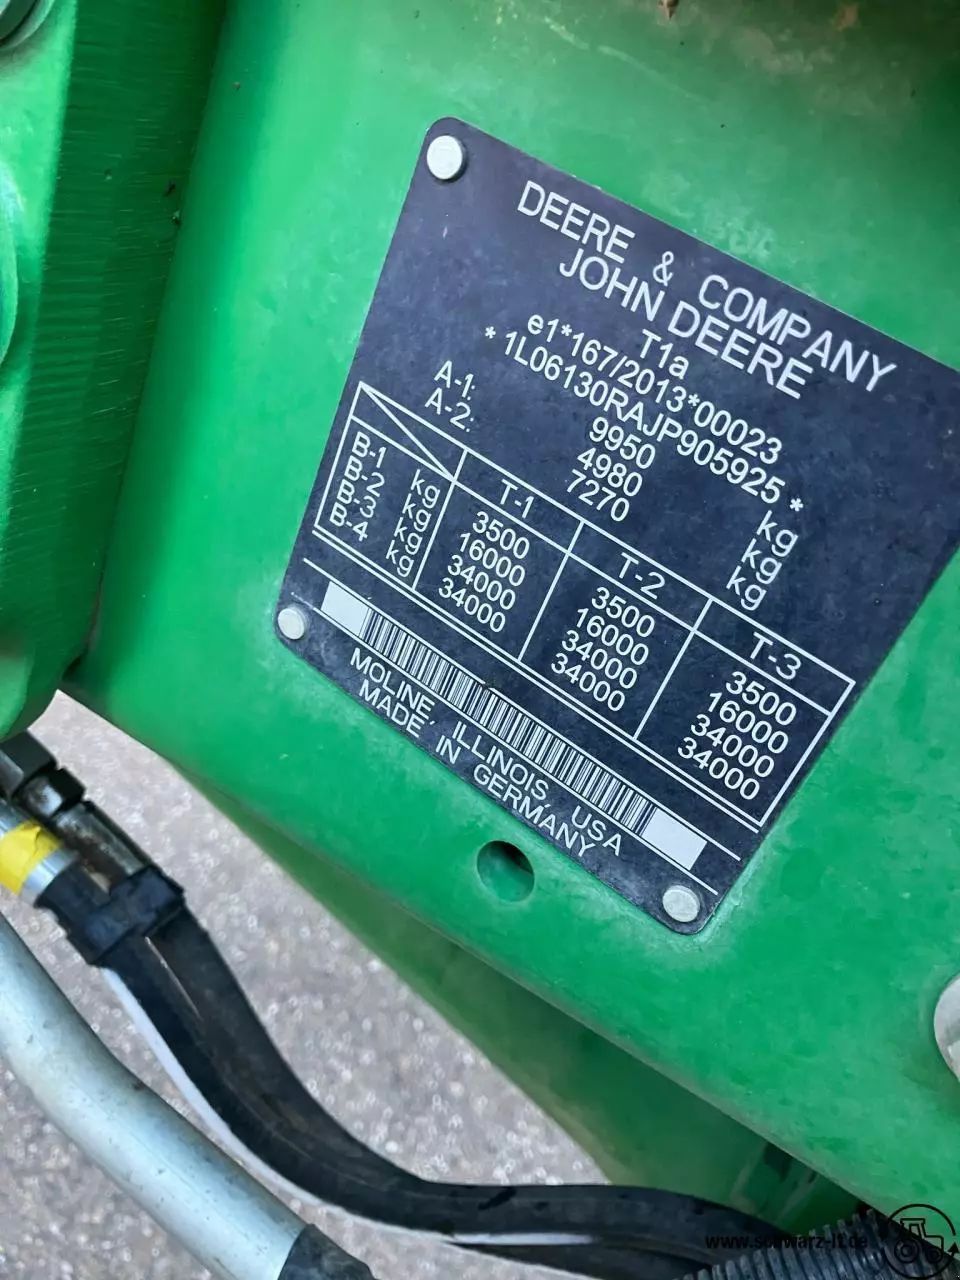 DEERE & COMPANY
JOHN DEERE
T1a
e1*167/2013*00023
* 1L06130RAJP905925 *
9950 kg
A-1: 4980 kg
A-2: 7270 kg
T-1 T-2 T-3
B-1 kg 3500 3500 3500
B-2 kg 16000 16000 16000
B-3 kg 34000 34000 34000
B-4 kg 34000 34000 34000
MOLINE, ILLINOIS, USA
MADE IN GERMANY
www.schwarz-lt.de